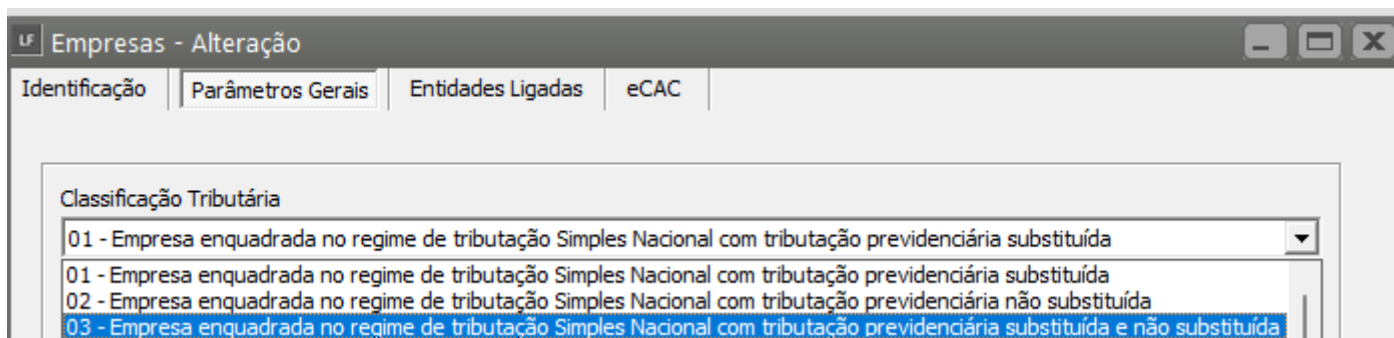 LF Empresas - Alteração
Identificação Parâmetros Gerais Entidades Ligadas eCAC
Classificação Tributária
01 - Empresa enquadrada no regime de tributação Simples Nacional com tributação previdenciária substituída
01 - Empresa enquadrada no regime de tributação Simples Nacional com tributação previdenciária substituída
02 - Empresa enquadrada no regime de tributação Simples Nacional com tributação previdenciária não substituída
03 - Empresa enquadrada no regime de tributação Simples Nacional com tributação previdenciária substituída e não substituída